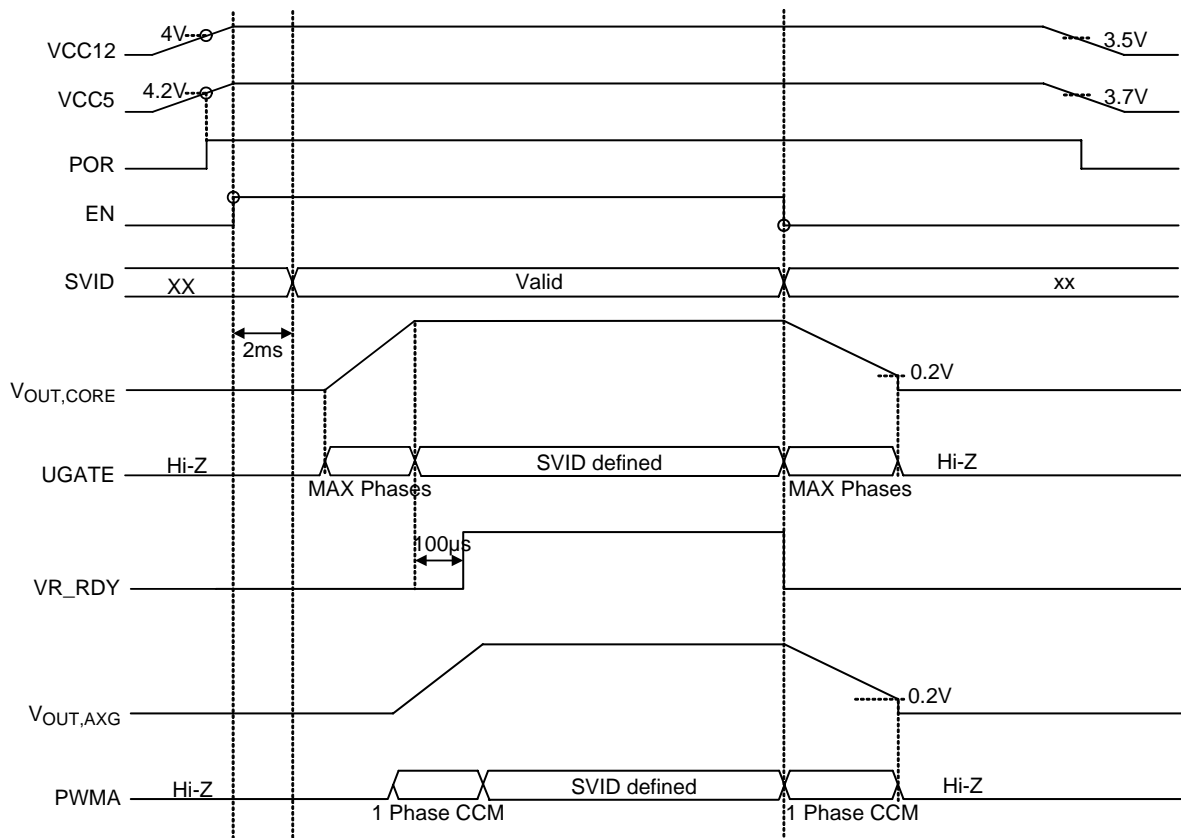 4V
VCC12
3.5V
4.2V
VCC5
3.7V
POR
EN
SVID
XX
Valid
xx
2ms
VOUT,CORE
0.2V
UGATE
Hi-Z
MAX Phases
SVID defined
MAX Phases
Hi-Z
100µs
VR_RDY
VOUT,AXG
0.2V
PWMA
Hi-Z
1 Phase CCM
SVID defined
1 Phase CCM
Hi-Z